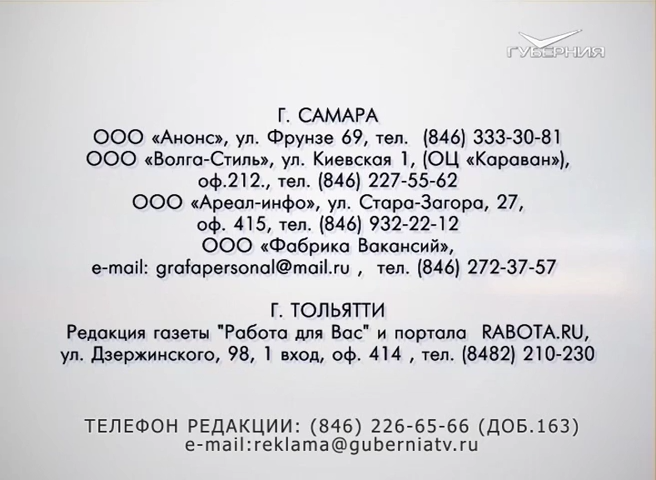 ГУБЕРНИЯ
Г. САМАРА
ООО «Анонс», ул. Фрунзе 69, тел. (846) 333-30-81
ООО «Волга-Стиль», ул. Киевская 1, (ОЦ «Караван»),
оф.212., тел. (846) 227-55-62
ООО «Ареал-инфо», ул. Стара-Загора, 27,
оф. 415, тел. (846) 932-22-12
ООО «Фабрика Вакансий»,
e-mail: grafapersonal@mail.ru , тел. (846) 272-37-57
Г. ТОЛЬЯТТИ
Редакция газеты "Работа для Вас" и портала RABOTA.RU,
ул. Дзержинского, 98, 1 вход, оф. 414 , тел. (8482) 210-230
ТЕЛЕФОН РЕДАКЦИИ: (846) 226-65-66 (ДОБ.163)
e-mail:reklama@guberniatv.ru